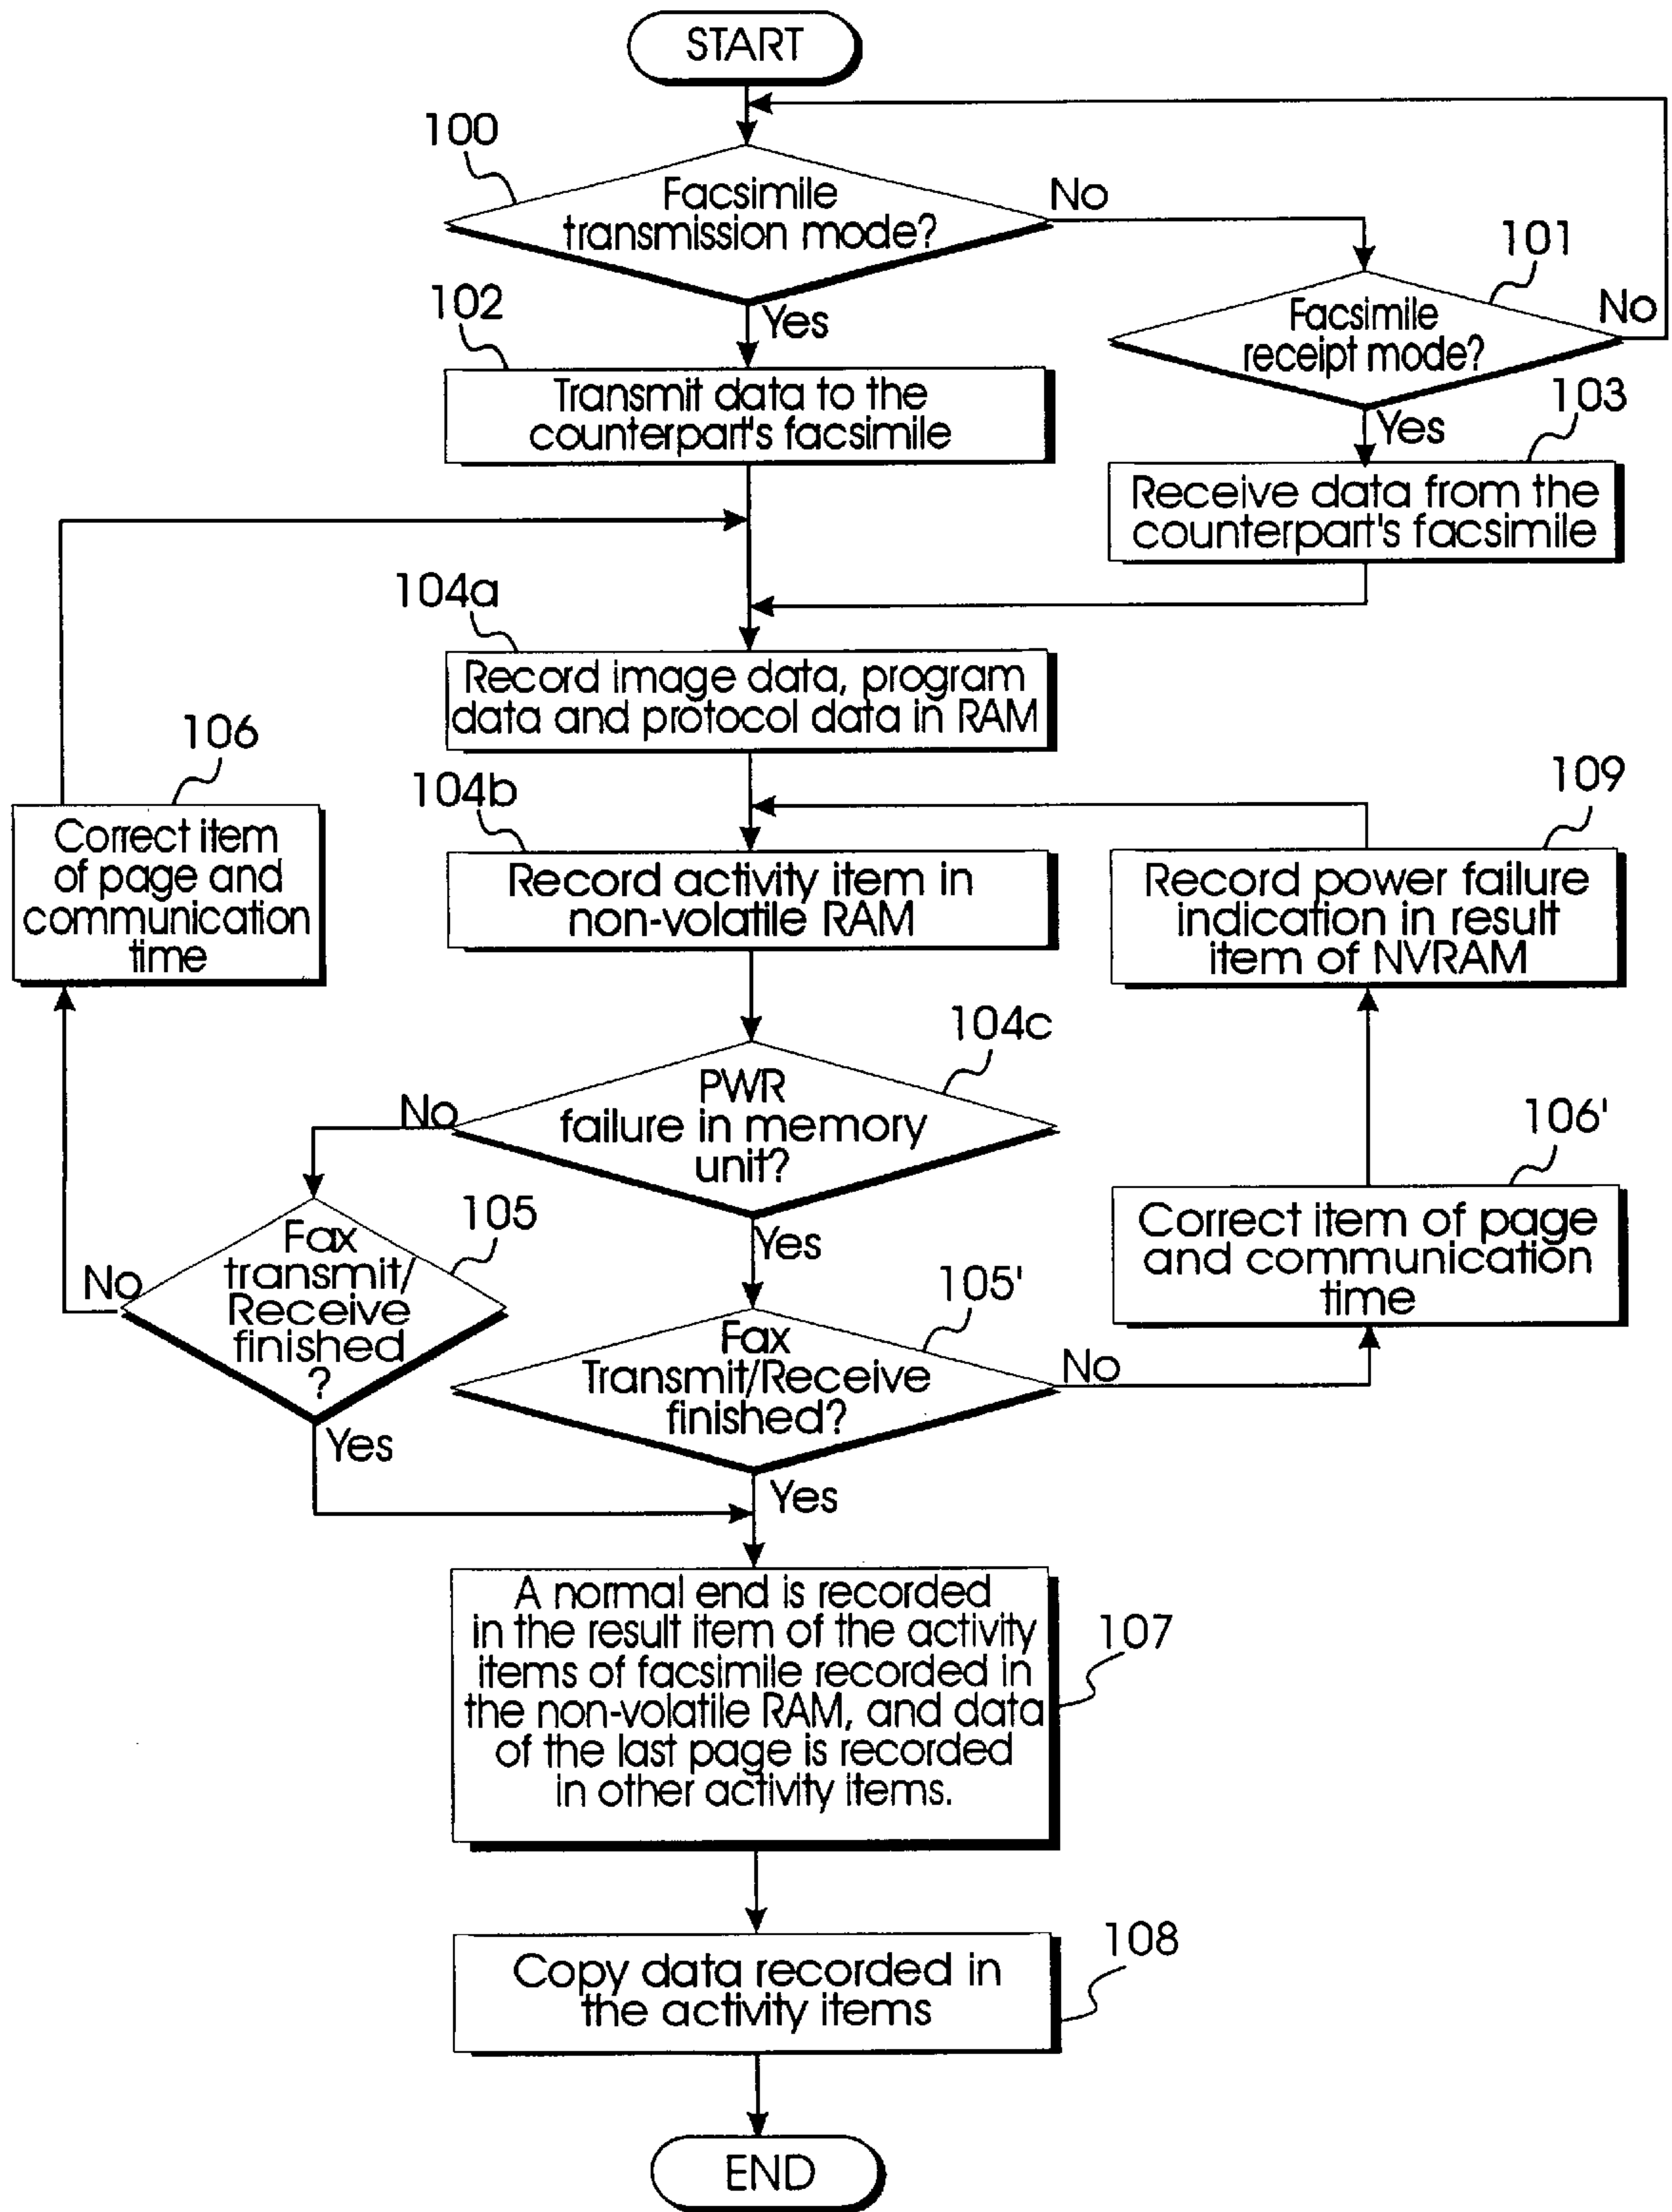 START
100
Facsimile
transmission mode?
No
101
Facsimile
receipt mode?
No
102
Yes
Transmit data to the
counterpart's facsimile
103
Yes
Receive data from the
counterpart's facsimile
104a
Record image data, program
data and protocol data in RAM
106
Correct item
of page and
communication
time
104b
Record activity item in
non-volatile RAM
109
Record power failure
indication in result
item of NVRAM
104c
PWR
failure in memory
unit?
No
Yes
106'
Correct item of page
and communication
time
105
Fax
transmit/
Receive
finished
?
No
Yes
105'
Fax
Transmit/Receive
finished?
No
Yes
A normal end is recorded
in the result item of the activity
items of facsimile recorded in
the non-volatile RAM, and data
of the last page is recorded
in other activity items.
107
Copy data recorded in
the activity items
108
END